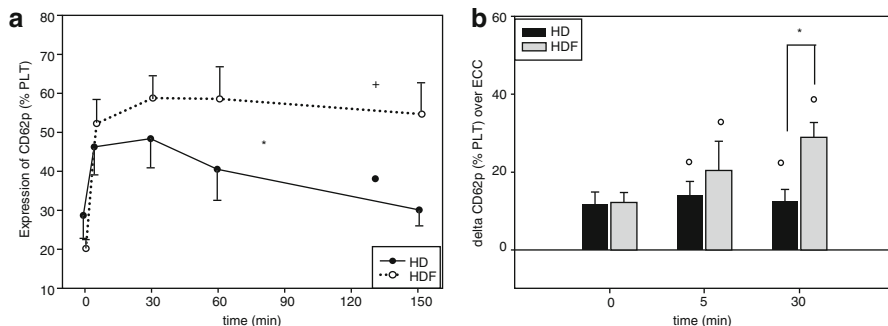 a
80
70
60
50
40
30
20
10
Expression of CD62p (% PLT)
+
*
HD
HDF
0 30 60 90 120 150
time (min)
b
60
40
20
0
delta CD62p (% PLT) over ECC
HD
HDF
*
0 5 30
time (min)